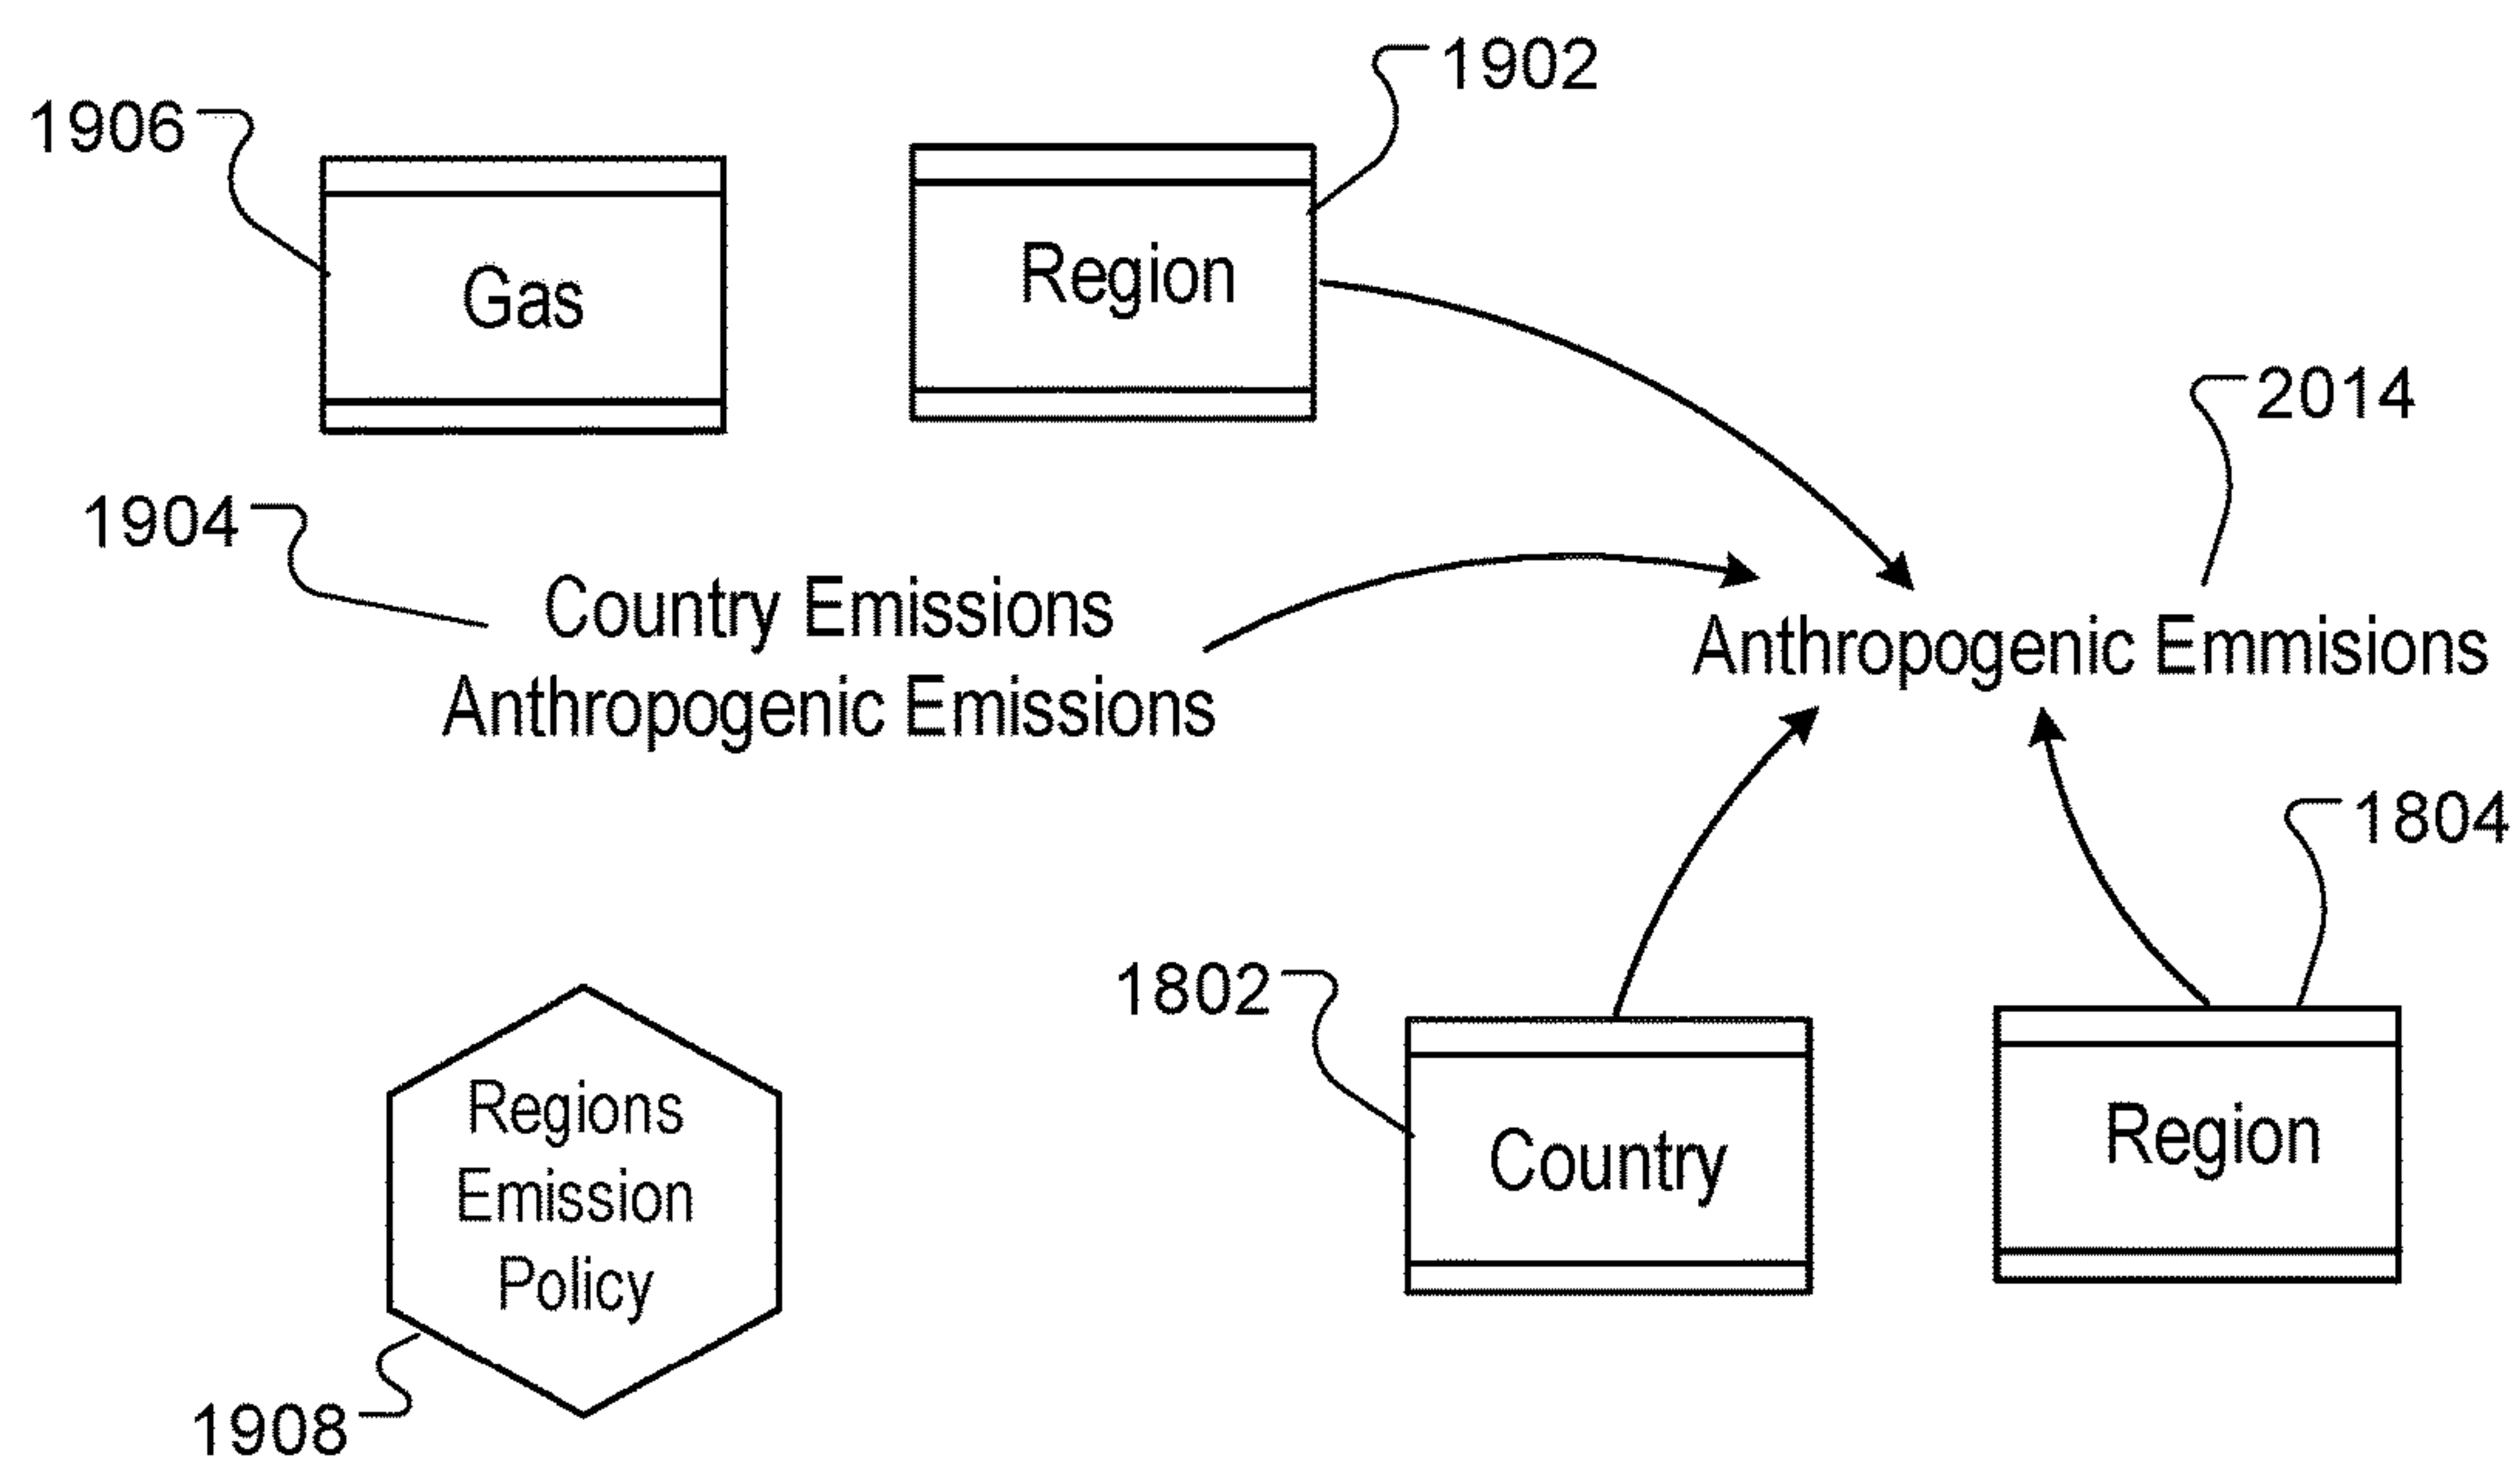 1902
1906
Region
Gas
2014
1904
Country Emissions
Anthropogenic Emissions
Anthropogenic Emmisions
1804
1802
Regions
Emission
Policy
Country
Region
1908